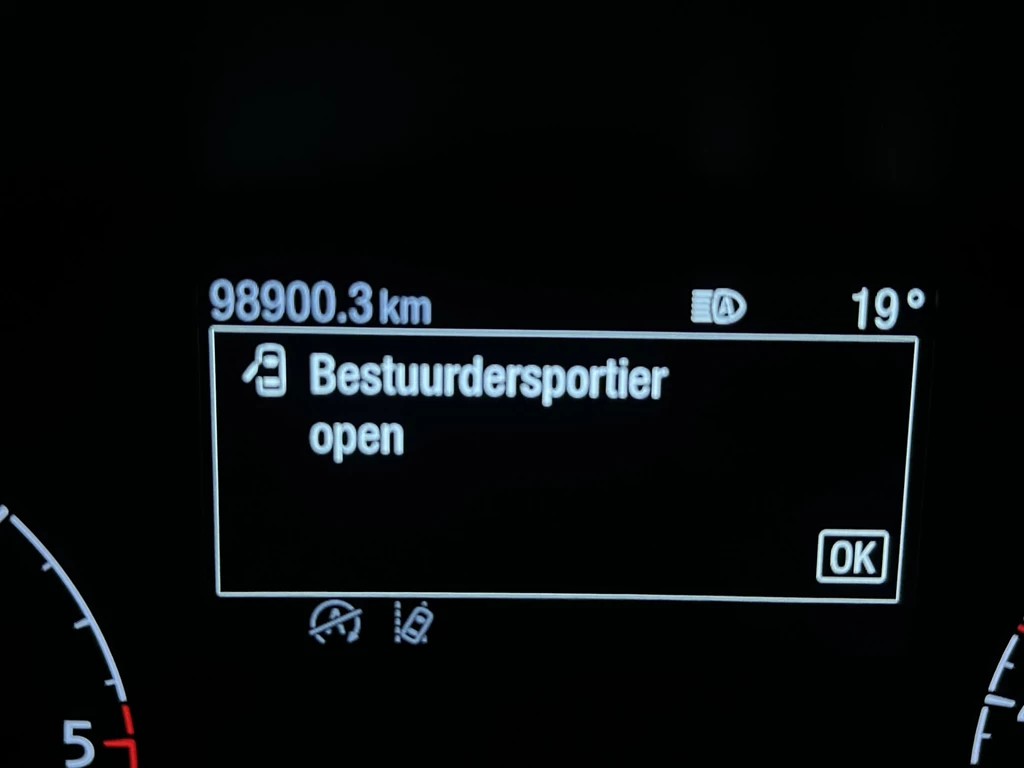 98900.3 km 19°
Bestuurdersportier
open
OK
5